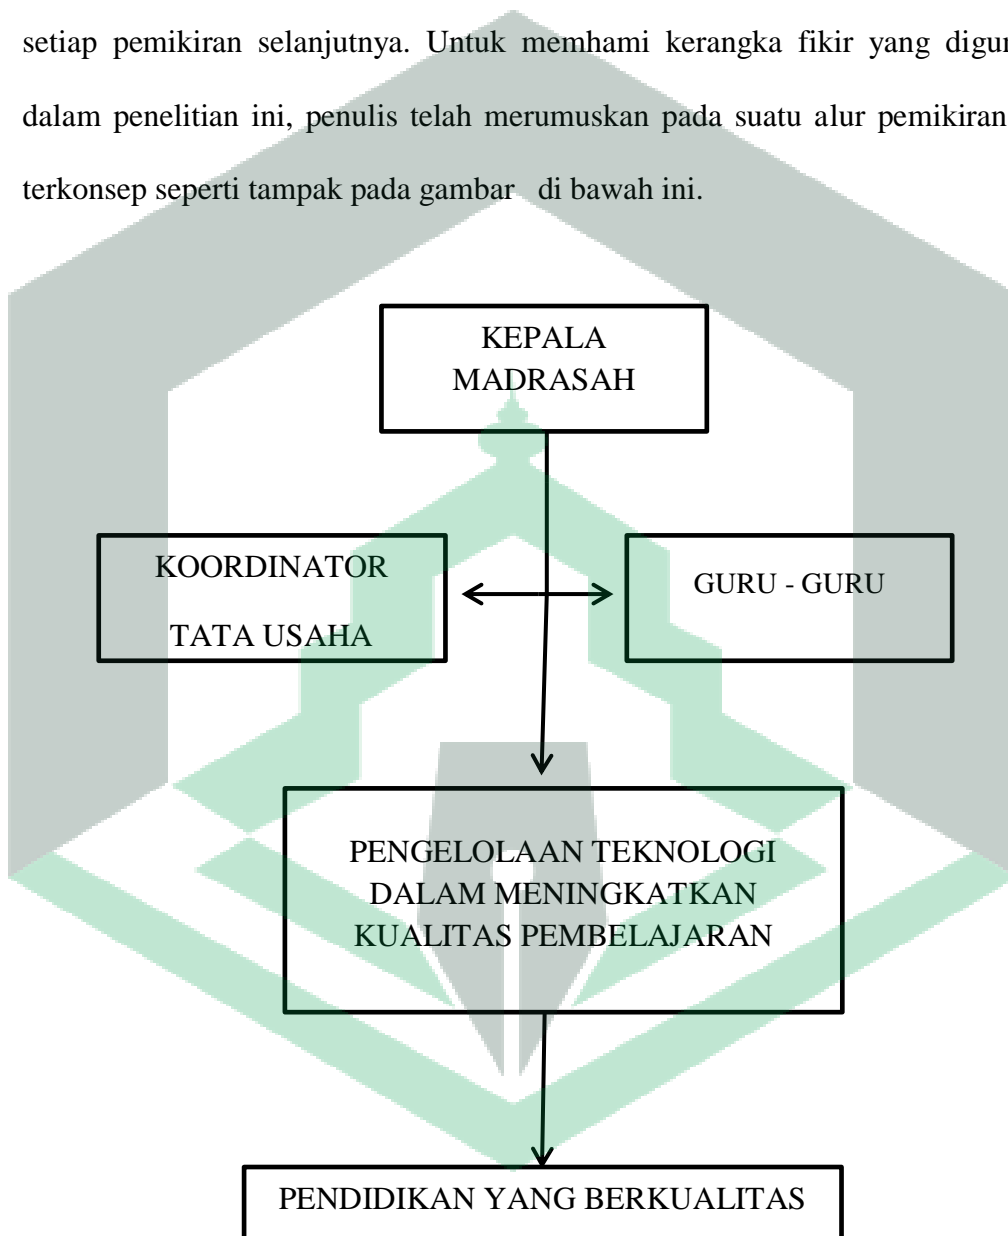 setiap pemikiran selanjutnya. Untuk memhami kerangka fikir yang
dalam penelitian ini, penulis telah merumuskan pada suatu alur pemikiran
terkonsep seperti tampak pada gambar di bawah ini.
KEPALA
MADRASAH
KOORDINATOR
TATA USAHA
GURU - GURU
PENGELOLAAN TEKNOLOGI
DALAM MENINGKATKAN
KUALITAS PEMBELAJARAN
PENDIDIKAN YANG BERKUALITAS